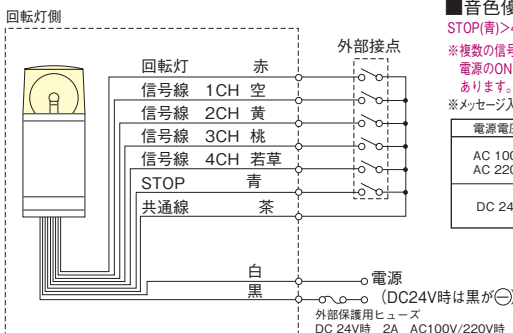 回転灯側
外部接点
回転灯 赤
信号線 1CH 空
信号線 2CH 黄
信号線 3CH 桃
信号線 4CH 若草
STOP 青
共通線 茶
白
黒
電源
(DC24V時は黒が⊖)
外部保護用ヒューズ
DC 24V時 2A AC100V/220V時
■音色優
STOP(青)>
※複数の信号
電源のON
あります。
※メッセージ入
電源電圧
AC 100
AC 220
DC 24